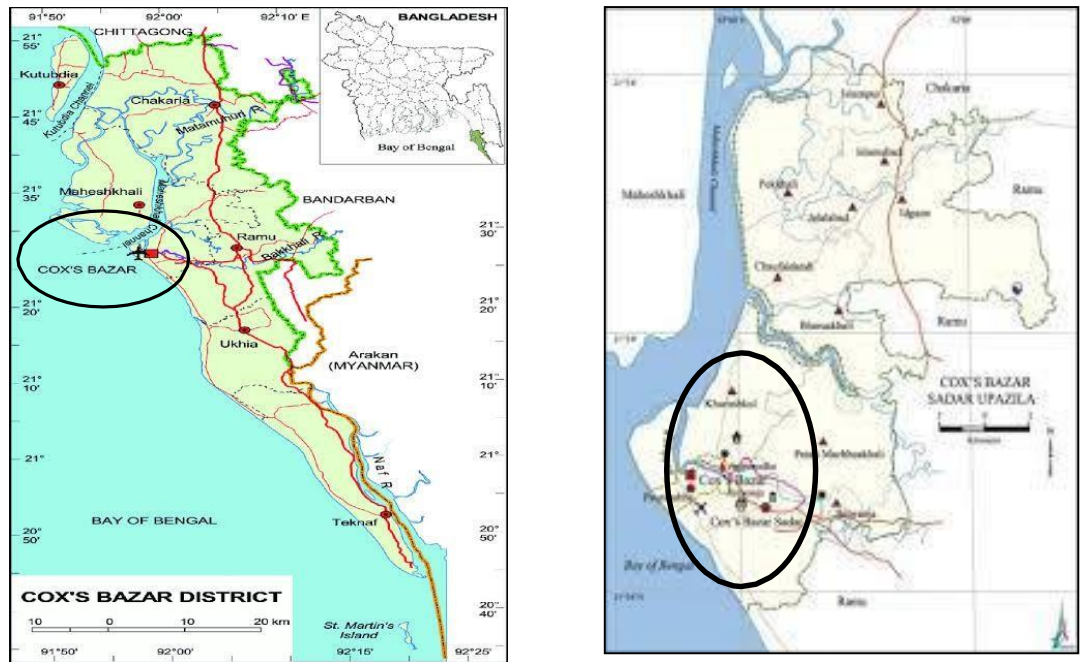 91°50' 92°00' 92°10' E
BANGLADESH
Bay of Bengal
21°
55'
CHITTAGONG
Kutubdia
Kutubdia Channel
Chakaria
Matamuhuri R.
21°
45'
21°
35'
Maheshkhali
Maheshkhali Channel
BANDARBAN
21°
30'
Ramu
Bakkhali R.
COX'S BAZAR
21°
20'
21°
20'
Ukhia
Arakan
(MYANMAR)
21°
10'
21°
10'
21°
21°
Naf R.
BAY OF BENGAL
Teknaf
20°
50'
20°
50'
COX'S BAZAR DISTRICT
10 0 10 20 km
St. Martin's
Island
20°
40'
91°50' 92°00' 92°15' 92°25'
Chakaria
Islampur
Islamabad
Maheshkhali
Ramu
Pokkhali
Jalalabad
Idgaon
Chaufaldandi
Bharuakhali
Ramu
COX'S BAZAR
SADAR UPAZILA
Khurushkul
Patali Machhuakhali
Cox's Bazar
Cox's Bazar Sadar
Bay of Bengal
Ramu